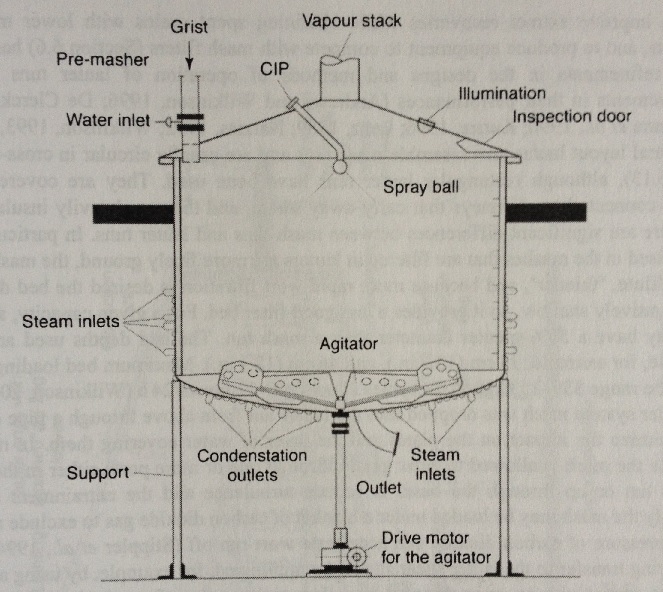 Grist
Vapour stack
Pre-masher
CIP
Illumination
Water inlet
Inspection door
Spray ball
Steam inlets
Agitator
Condenstation
outlets
Steam
inlets
Support
Outlet
Drive motor
for the agitator